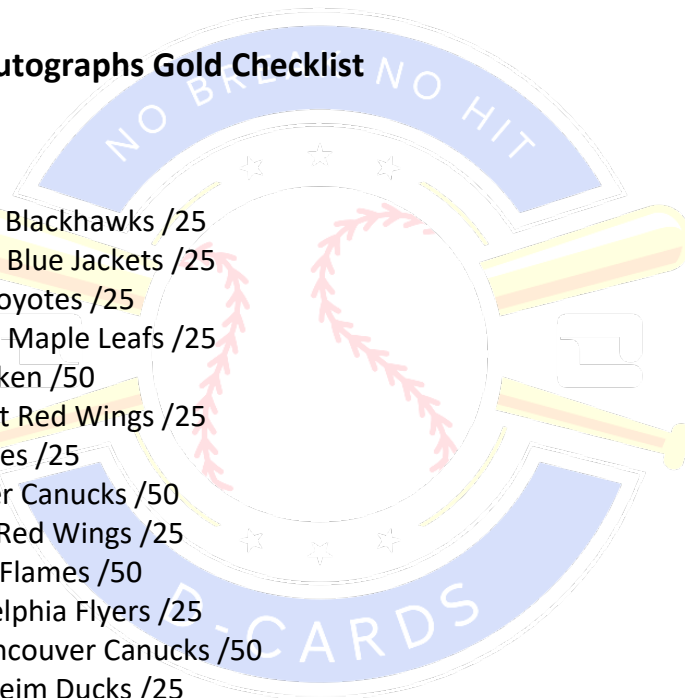 utographs Gold Checklist
NO BREAK NO HIT
Blackhawks /25
Blue Jackets /25
oyotes /25
Maple Leafs /25
ken /50
t Red Wings /25
es /25
r Canucks /50
Red Wings /25
Flames /50
elphia Flyers /25
ncouver Canucks /50
eim Ducks /25
D-CARDS